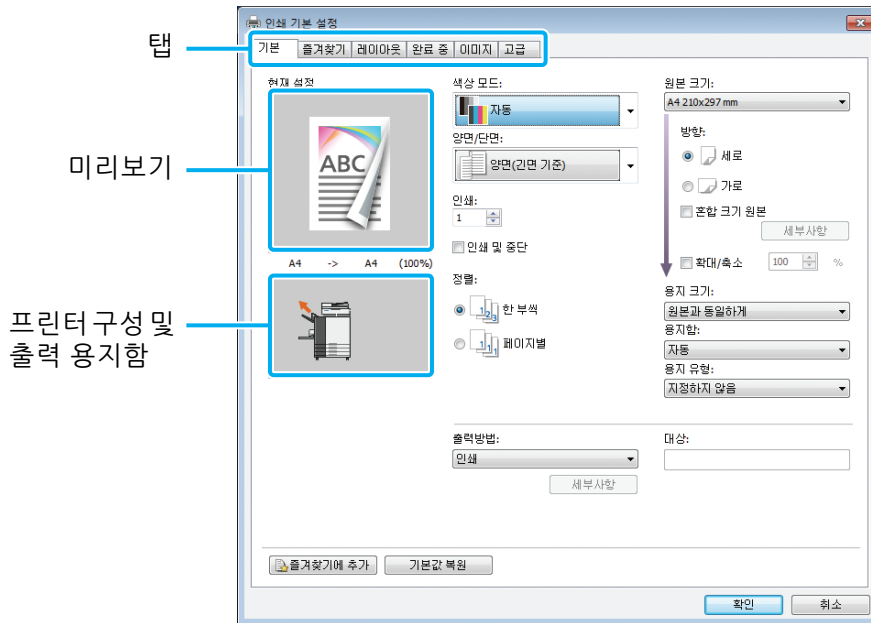 인쇄 기본 설정
탭
기본 즐겨찾기 레이아웃 완료 중 이미지 고급
현재 설정
미리보기
ABC
A4 -> A4 (100%)
프린터 구성 및
출력 용지함
색상 모드:
자동
양면/단면:
양면(긴면 기준)
인쇄:
1
인쇄 및 중단
정렬:
1 2 3 한 부씩
1 1 1 페이지별
원본 크기:
A4 210x297 mm
방향:
세로
가로
혼합 크기 원본
세부사항
확대/축소 100 %
용지 크기:
원본과 동일하게
용지함:
자동
용지 유형:
지정하지 않음
출력방법:
인쇄
세부사항
대상:
즐겨찾기에 추가 기본값 복원
확인 취소